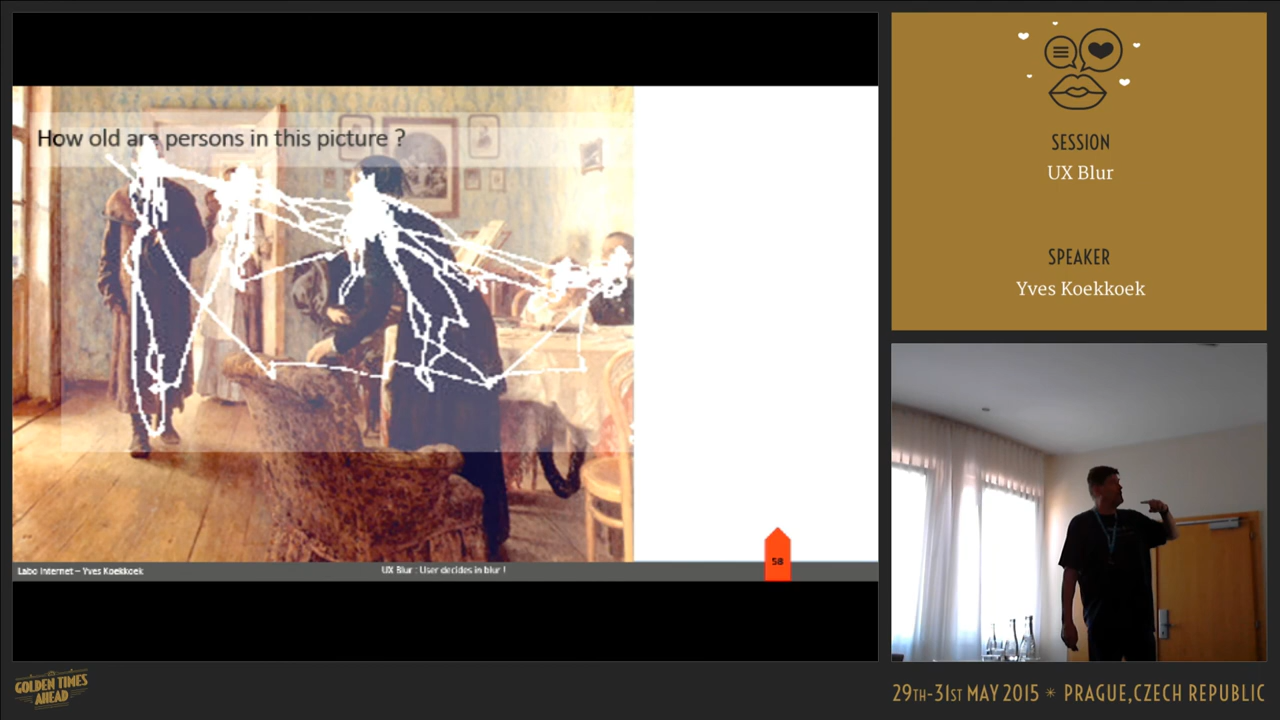 How old are persons in this picture ?
Labo Internet – Yves Koekkoek
UX Blur : User decides in blur !
58
SESSION
UX Blur
SPEAKER
Yves Koekkoek
GOLDEN TIMES
AHEAD
29TH-31ST MAY 2015 * PRAGUE, CZECH REPUBLIC